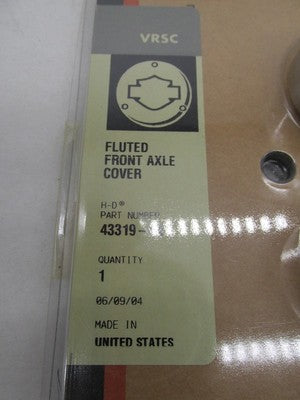 VRSC
FLUTED
FRONT AXLE
COVER
H-D®
PART NUMBER
43319-
QUANTITY
1
06/09/04
MADE IN
UNITED STATES